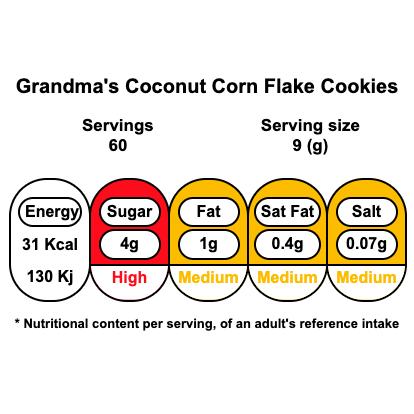 Grandma's Coconut Corn Flake Cookies
Servings
60
Serving size
9 (g)
Energy
31 Kcal
130 Kj
Sugar
4g
High
Fat
1g
Medium
Sat Fat
0.4g
Medium
Salt
0.07g
Medium
* Nutritional content per serving, of an adult's reference intake